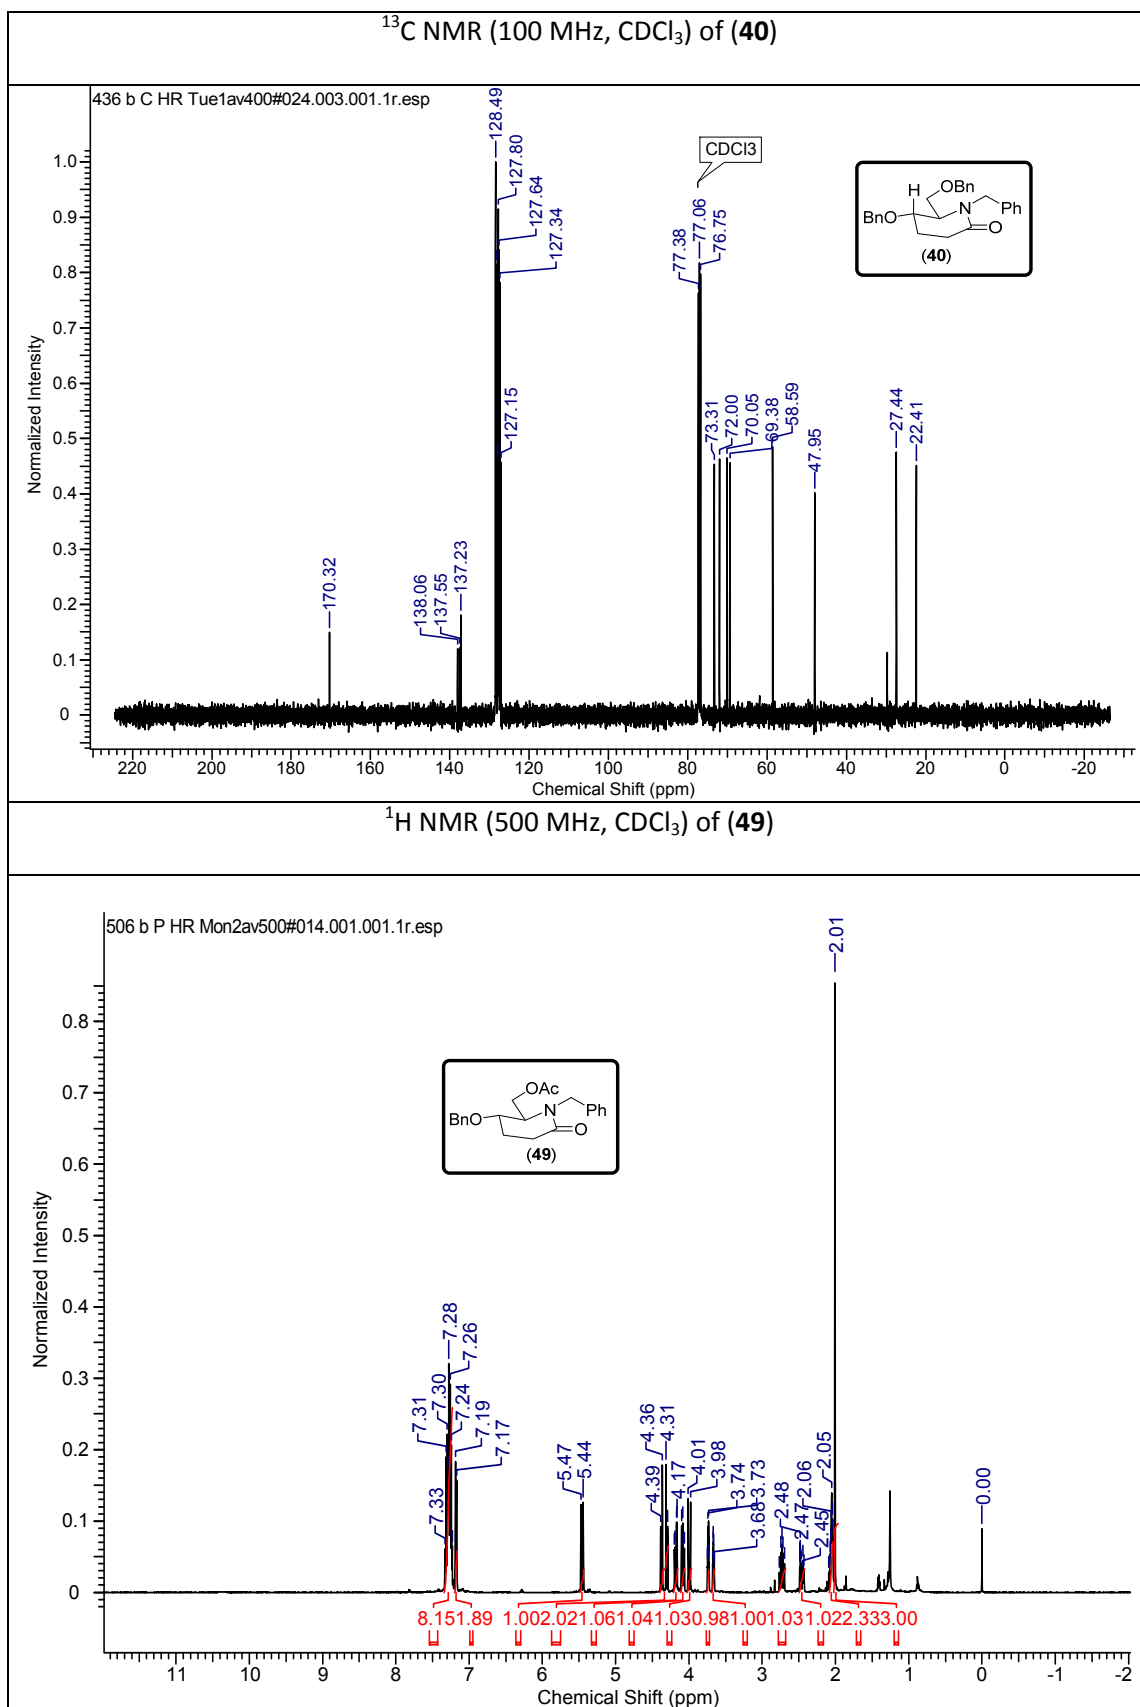 ¹³C NMR (100 MHz, CDCl₃) of (40)
436 b C HR Tue1av400#024.003.001.1r.esp
Normalized Intensity
1.0
0.9
0.8
0.7
0.6
0.5
0.4
0.3
0.2
0.1
0
170.32
138.06
137.55
137.23
128.49
127.80
127.64
127.34
127.15
CDCl3
77.38
77.06
76.75
73.31
72.00
70.05
69.38
58.59
47.95
27.44
22.41
H
OBn
BnO
N
Ph
O
(40)
220 200 180 160 140 120 100 80 60 40 20 0 -20
Chemical Shift (ppm)
¹H NMR (500 MHz, CDCl₃) of (49)
506 b P HR Mon2av500#014.001.001.1r.esp
Normalized Intensity
0.8
0.7
0.6
0.5
0.4
0.3
0.2
0.1
0
7.33
7.31
7.30
7.28
7.26
7.24
7.19
7.17
5.47
5.44
4.39
4.36
4.31
4.17
4.01
3.98
3.74
3.73
3.68
2.48
2.47
2.45
2.06
2.05
2.01
0.00
OAc
BnO
N
Ph
O
(49)
8.15 1.89 1.00 2.02 1.06 1.04 1.03 0.98 1.00 1.03 1.02 2.33 3.00
11 10 9 8 7 6 5 4 3 2 1 0 -1 -2
Chemical Shift (ppm)